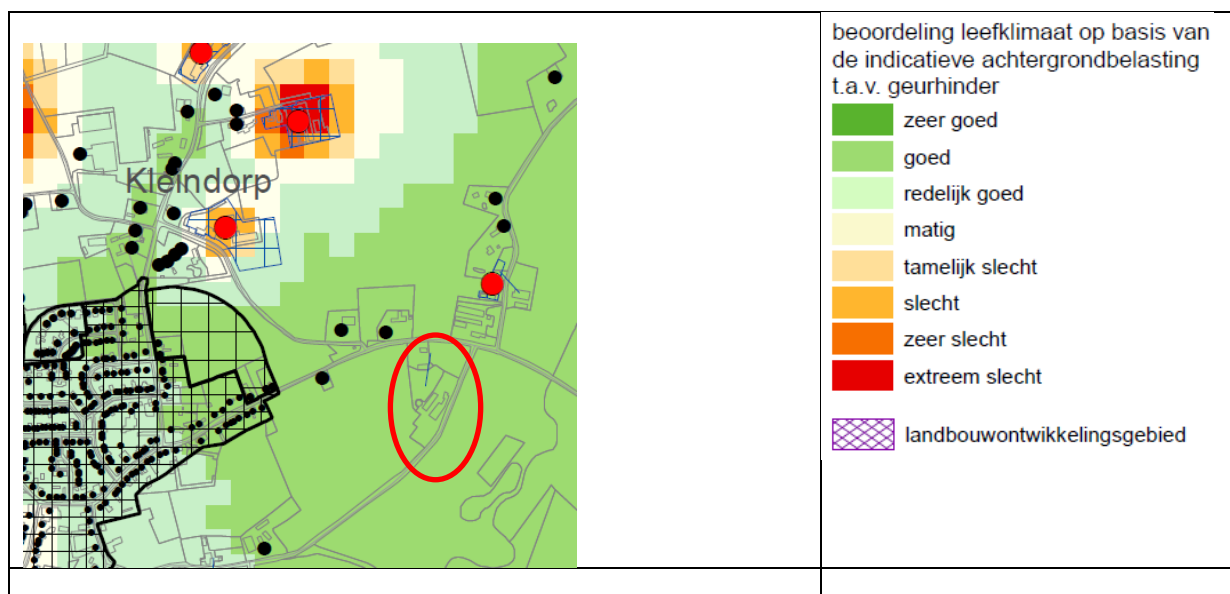 Kleindorp
beoordeling leefklimaat op basis van
de indicatieve achtergrondbelasting
t.a.v. geurhinder
zeer goed
goed
redelijk goed
matig
tamelijk slecht
slecht
zeer slecht
extreem slecht
landbouwontwikkelingsgebied